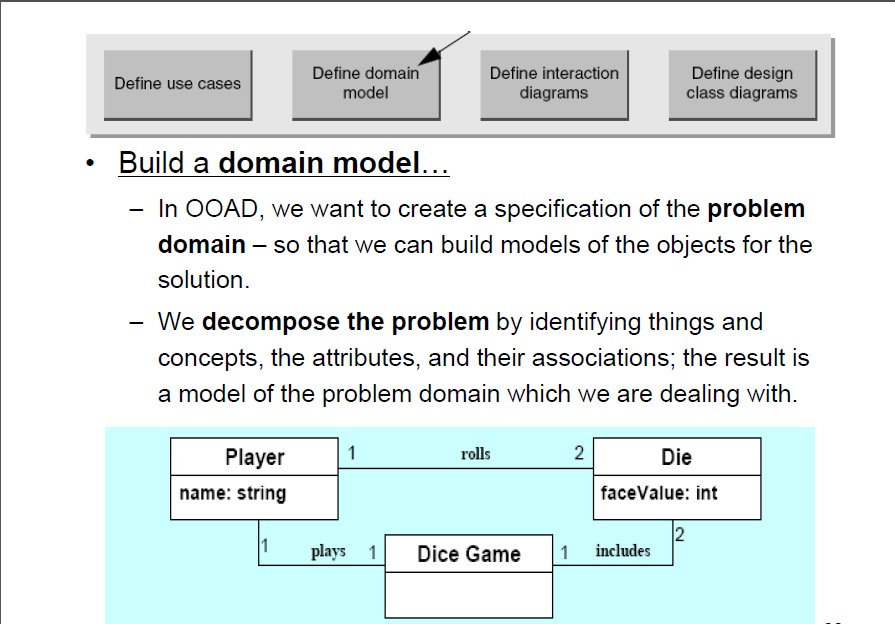 Define use cases
Define domain
model
Define interaction
diagrams
Define design
class diagrams
• Build a domain model…
– In OOAD, we want to create a specification of the problem
domain – so that we can build models of the objects for the
solution.
– We decompose the problem by identifying things and
concepts, the attributes, and their associations; the result is
a model of the problem domain which we are dealing with.
Player
1
rolls
2
Die
name: string
faceValue: int
1
plays
1
Dice Game
1
includes
2